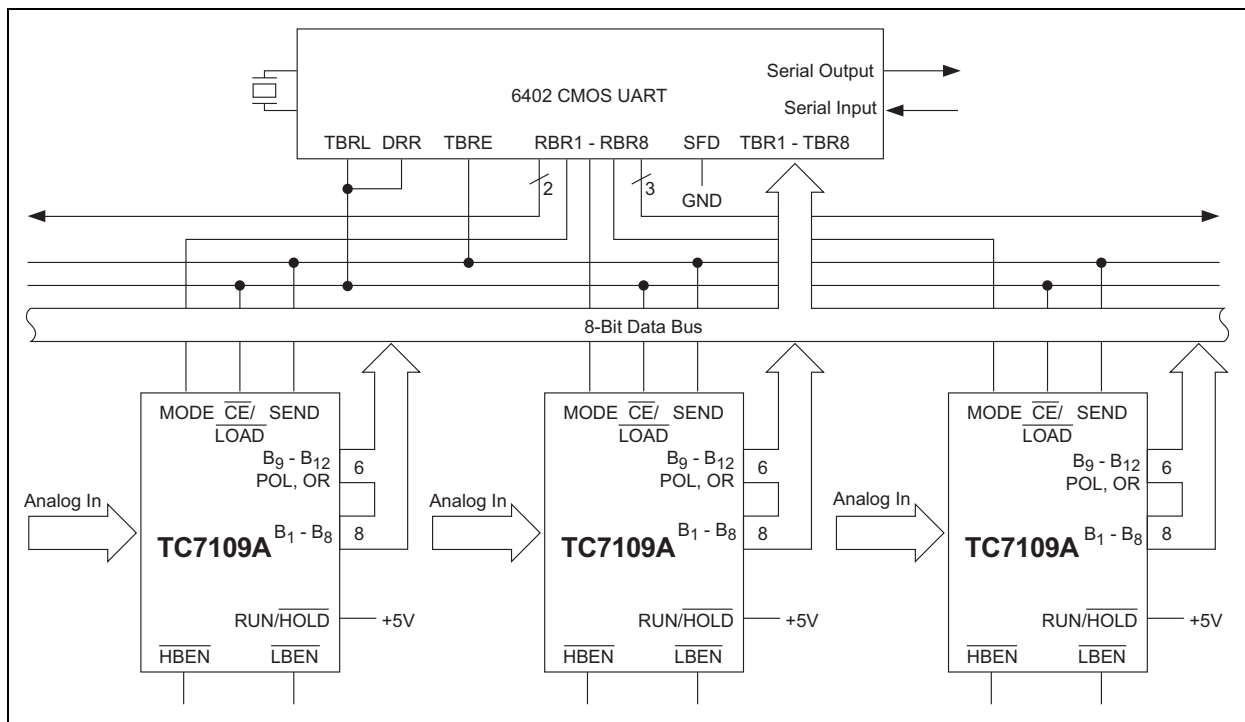 Serial Output
6402 CMOS UART
Serial Input
TBRL DRR TBRE RBR1 - RBR8 SFD TBR1 - TBR8
2 3
GND
8-Bit Data Bus
MODE CE/ SEND
LOAD
B9 - B12
POL, OR
6
Analog In
B1 - B8
8
TC7109A
RUN/HOLD
+5V
HBEN LBEN
MODE CE/ SEND
LOAD
B9 - B12
POL, OR
6
Analog In
B1 - B8
8
TC7109A
RUN/HOLD
+5V
HBEN LBEN
MODE CE/ SEND
LOAD
B9 - B12
POL, OR
6
Analog In
B1 - B8
8
TC7109A
RUN/HOLD
+5V
HBEN LBEN